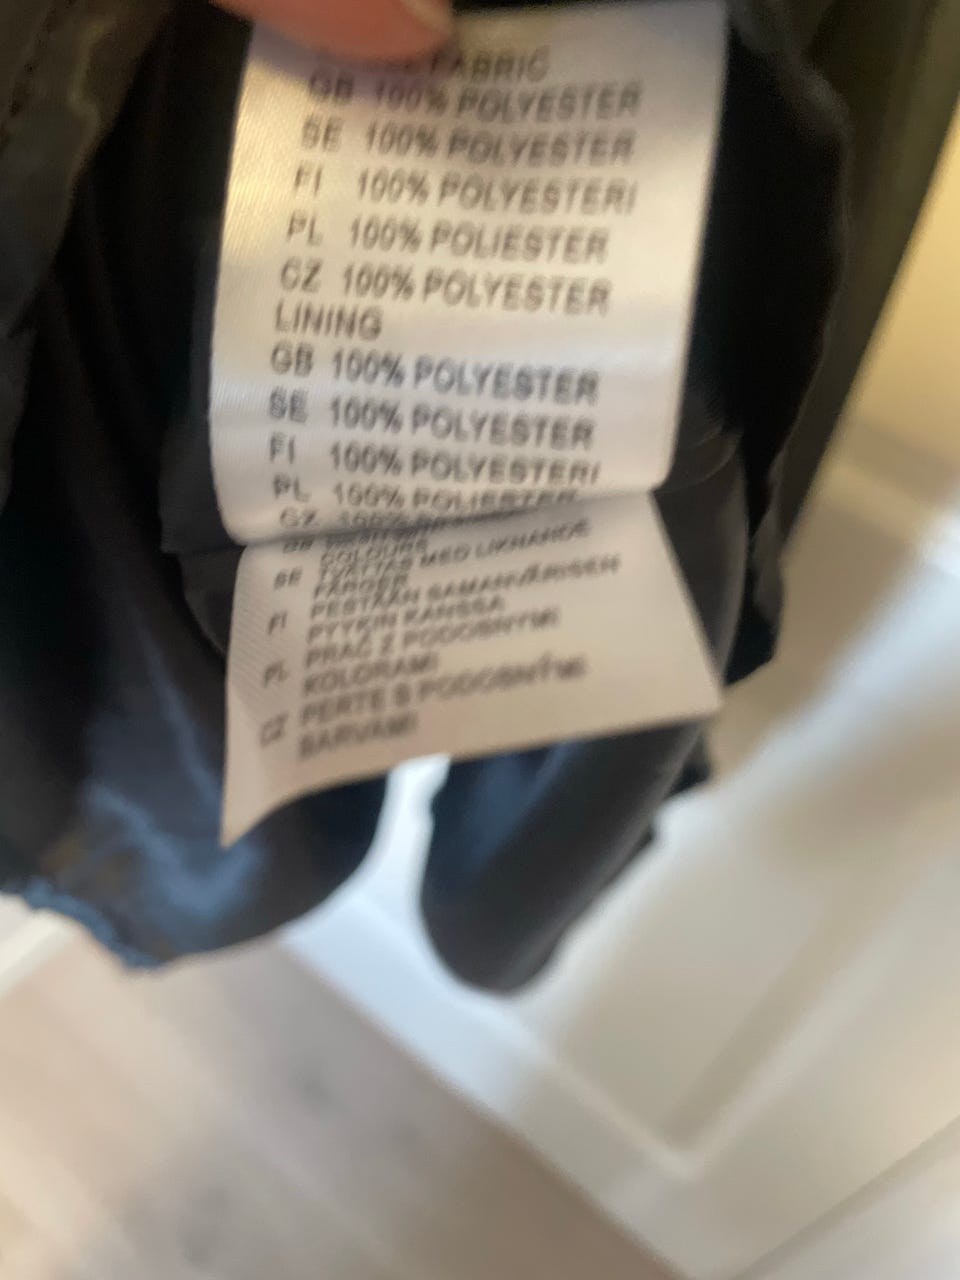 FABRIC
GB 100% POLYESTER
SE 100% POLYESTER
FI 100% POLYESTERI
PL 100% POLIESTER
CZ 100% POLYESTER
LINING
GB 100% POLYESTER
SE 100% POLYESTER
FI 100% POLYESTERI
PL 100% POLIESTER
CZ 100%
COLOURS
SE TVÄTTAS MED LIKNANDE
FÄRGER
FI PESTÄÄN SAMANVÄRISEN
PYYKIN KANSSA
PL PRAĆ Z PODOBNYMI
KOLORAMI
CZ PERTE S PODOBNÝMI
BARVAMI